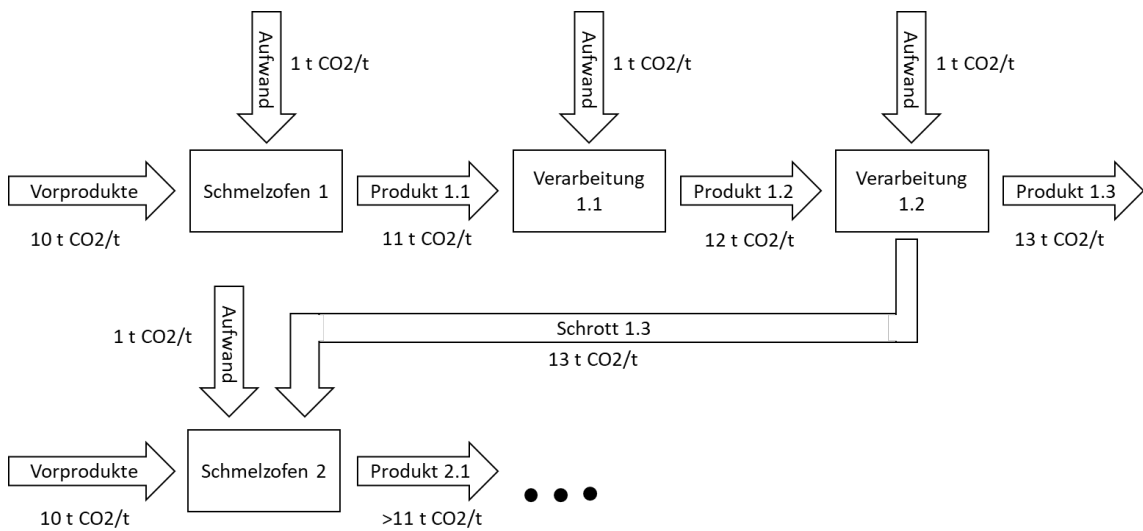 Aufwand
1 t CO2/t
Aufwand
1 t CO2/t
Aufwand
1 t CO2/t
Vorprodukte
Schmelzofen 1
Produkt 1.1
Verarbeitung
1.1
Produkt 1.2
Verarbeitung
1.2
Produkt 1.3
10 t CO2/t
11 t CO2/t
12 t CO2/t
13 t CO2/t
Aufwand
1 t CO2/t
Schrott 1.3
13 t CO2/t
Vorprodukte
Schmelzofen 2
Produkt 2.1
10 t CO2/t
>11 t CO2/t